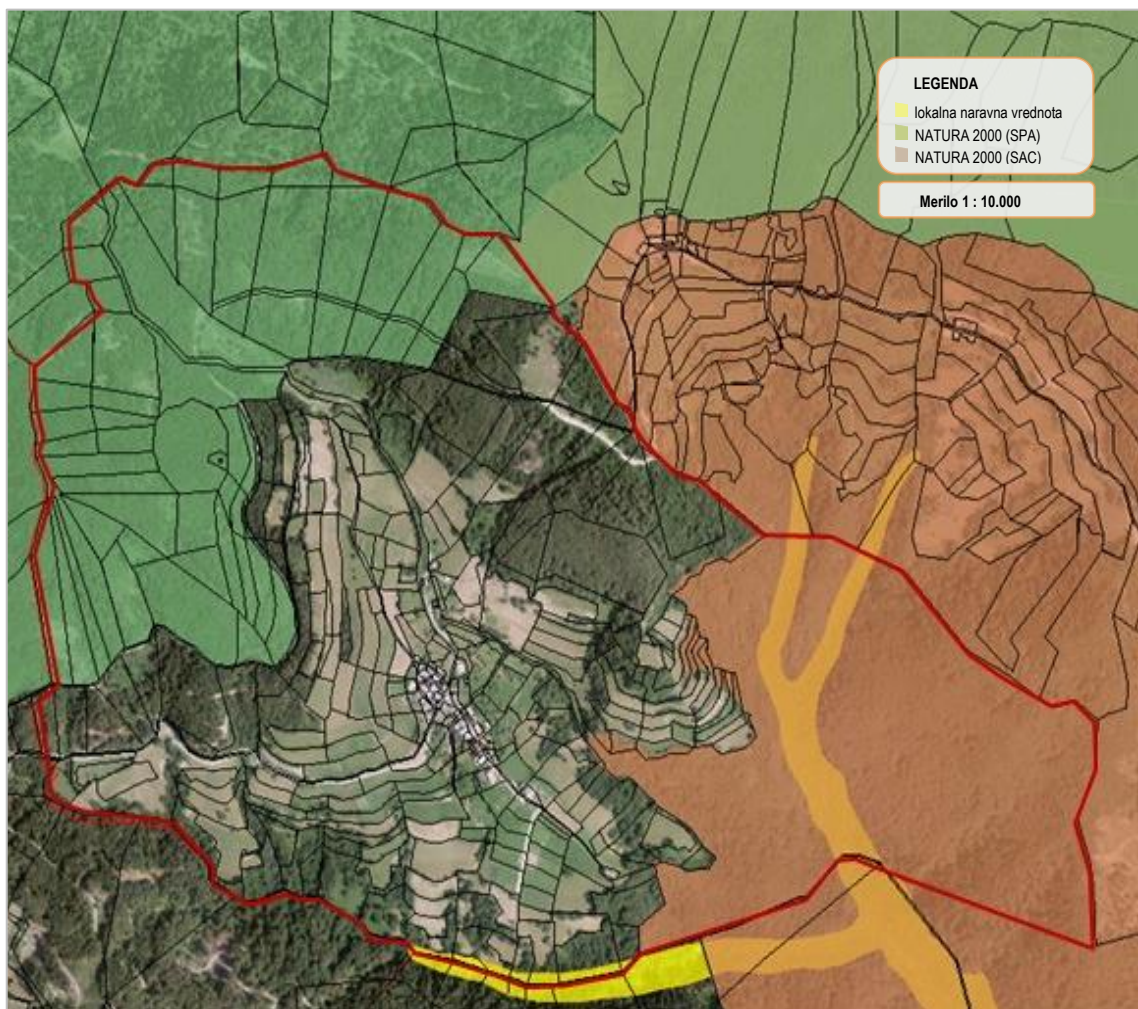 LEGENDA
lokalna naravna vrednota
NATURA 2000 (SPA)
NATURA 2000 (SAC)
Merilo 1 : 10.000